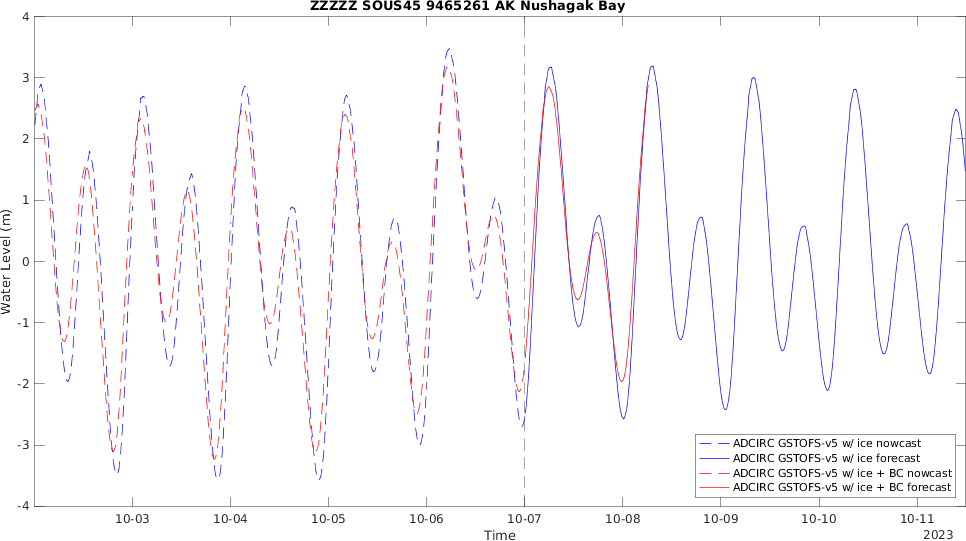 ZZZZZ SOUS45 9465261 AK Nushagak Bay
4
3
2
1
0
-1
-2
-3
-4
Water Level (m)
10-03 10-04 10-05 10-06 10-07 10-08 10-09 10-10 10-11
Time
2023
ADCIRC GSTOFS-v5 w/ ice nowcast
ADCIRC GSTOFS-v5 w/ ice forecast
ADCIRC GSTOFS-v5 w/ ice + BC nowcast
ADCIRC GSTOFS-v5 w/ ice + BC forecast